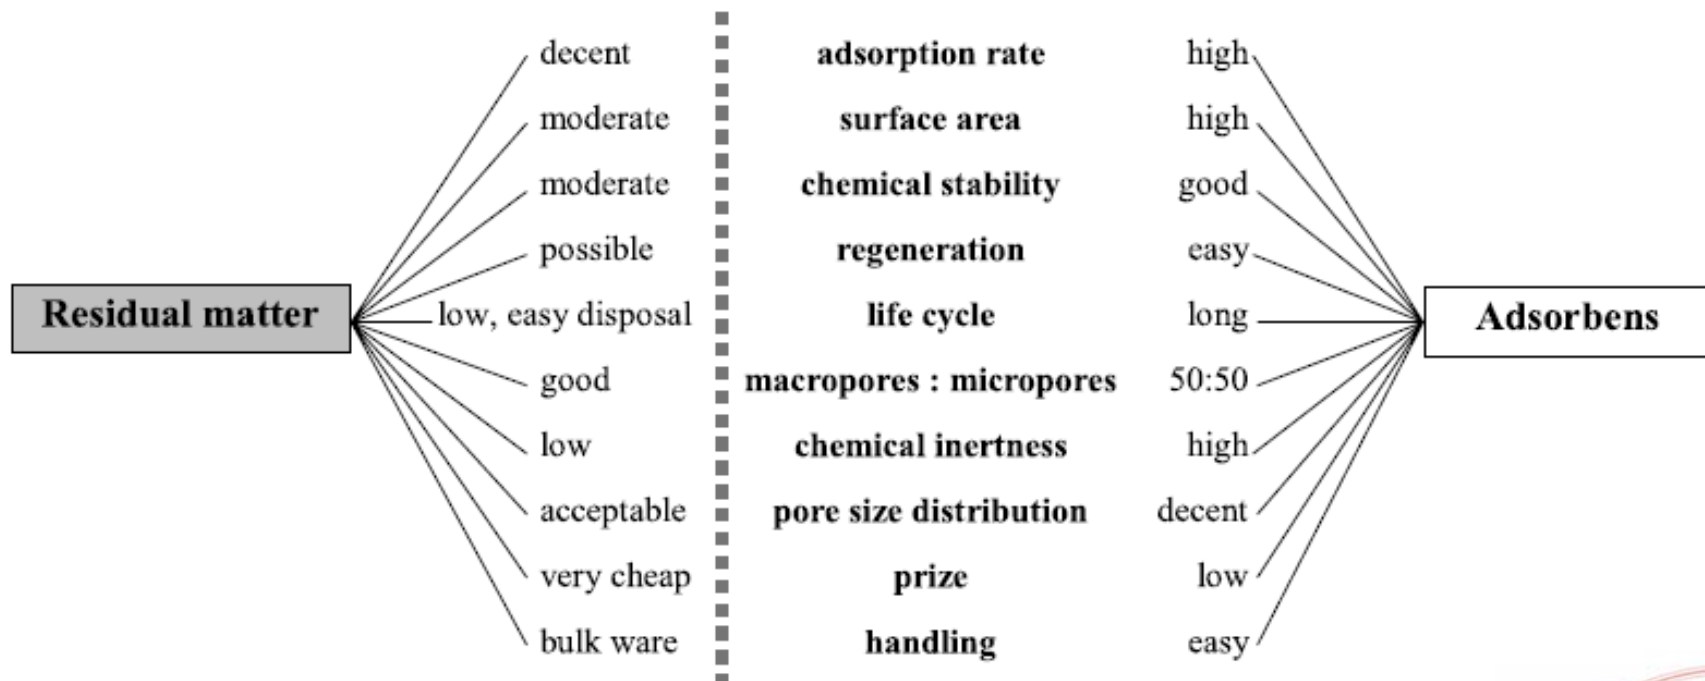 decent adsorption rate high
moderate surface area high
moderate chemical stability good
possible regeneration easy
Residual matter low, easy disposal life cycle long Adsorbens
good macropores : micropores 50:50
low chemical inertness high
acceptable pore size distribution decent
very cheap prize low
bulk ware handling easy